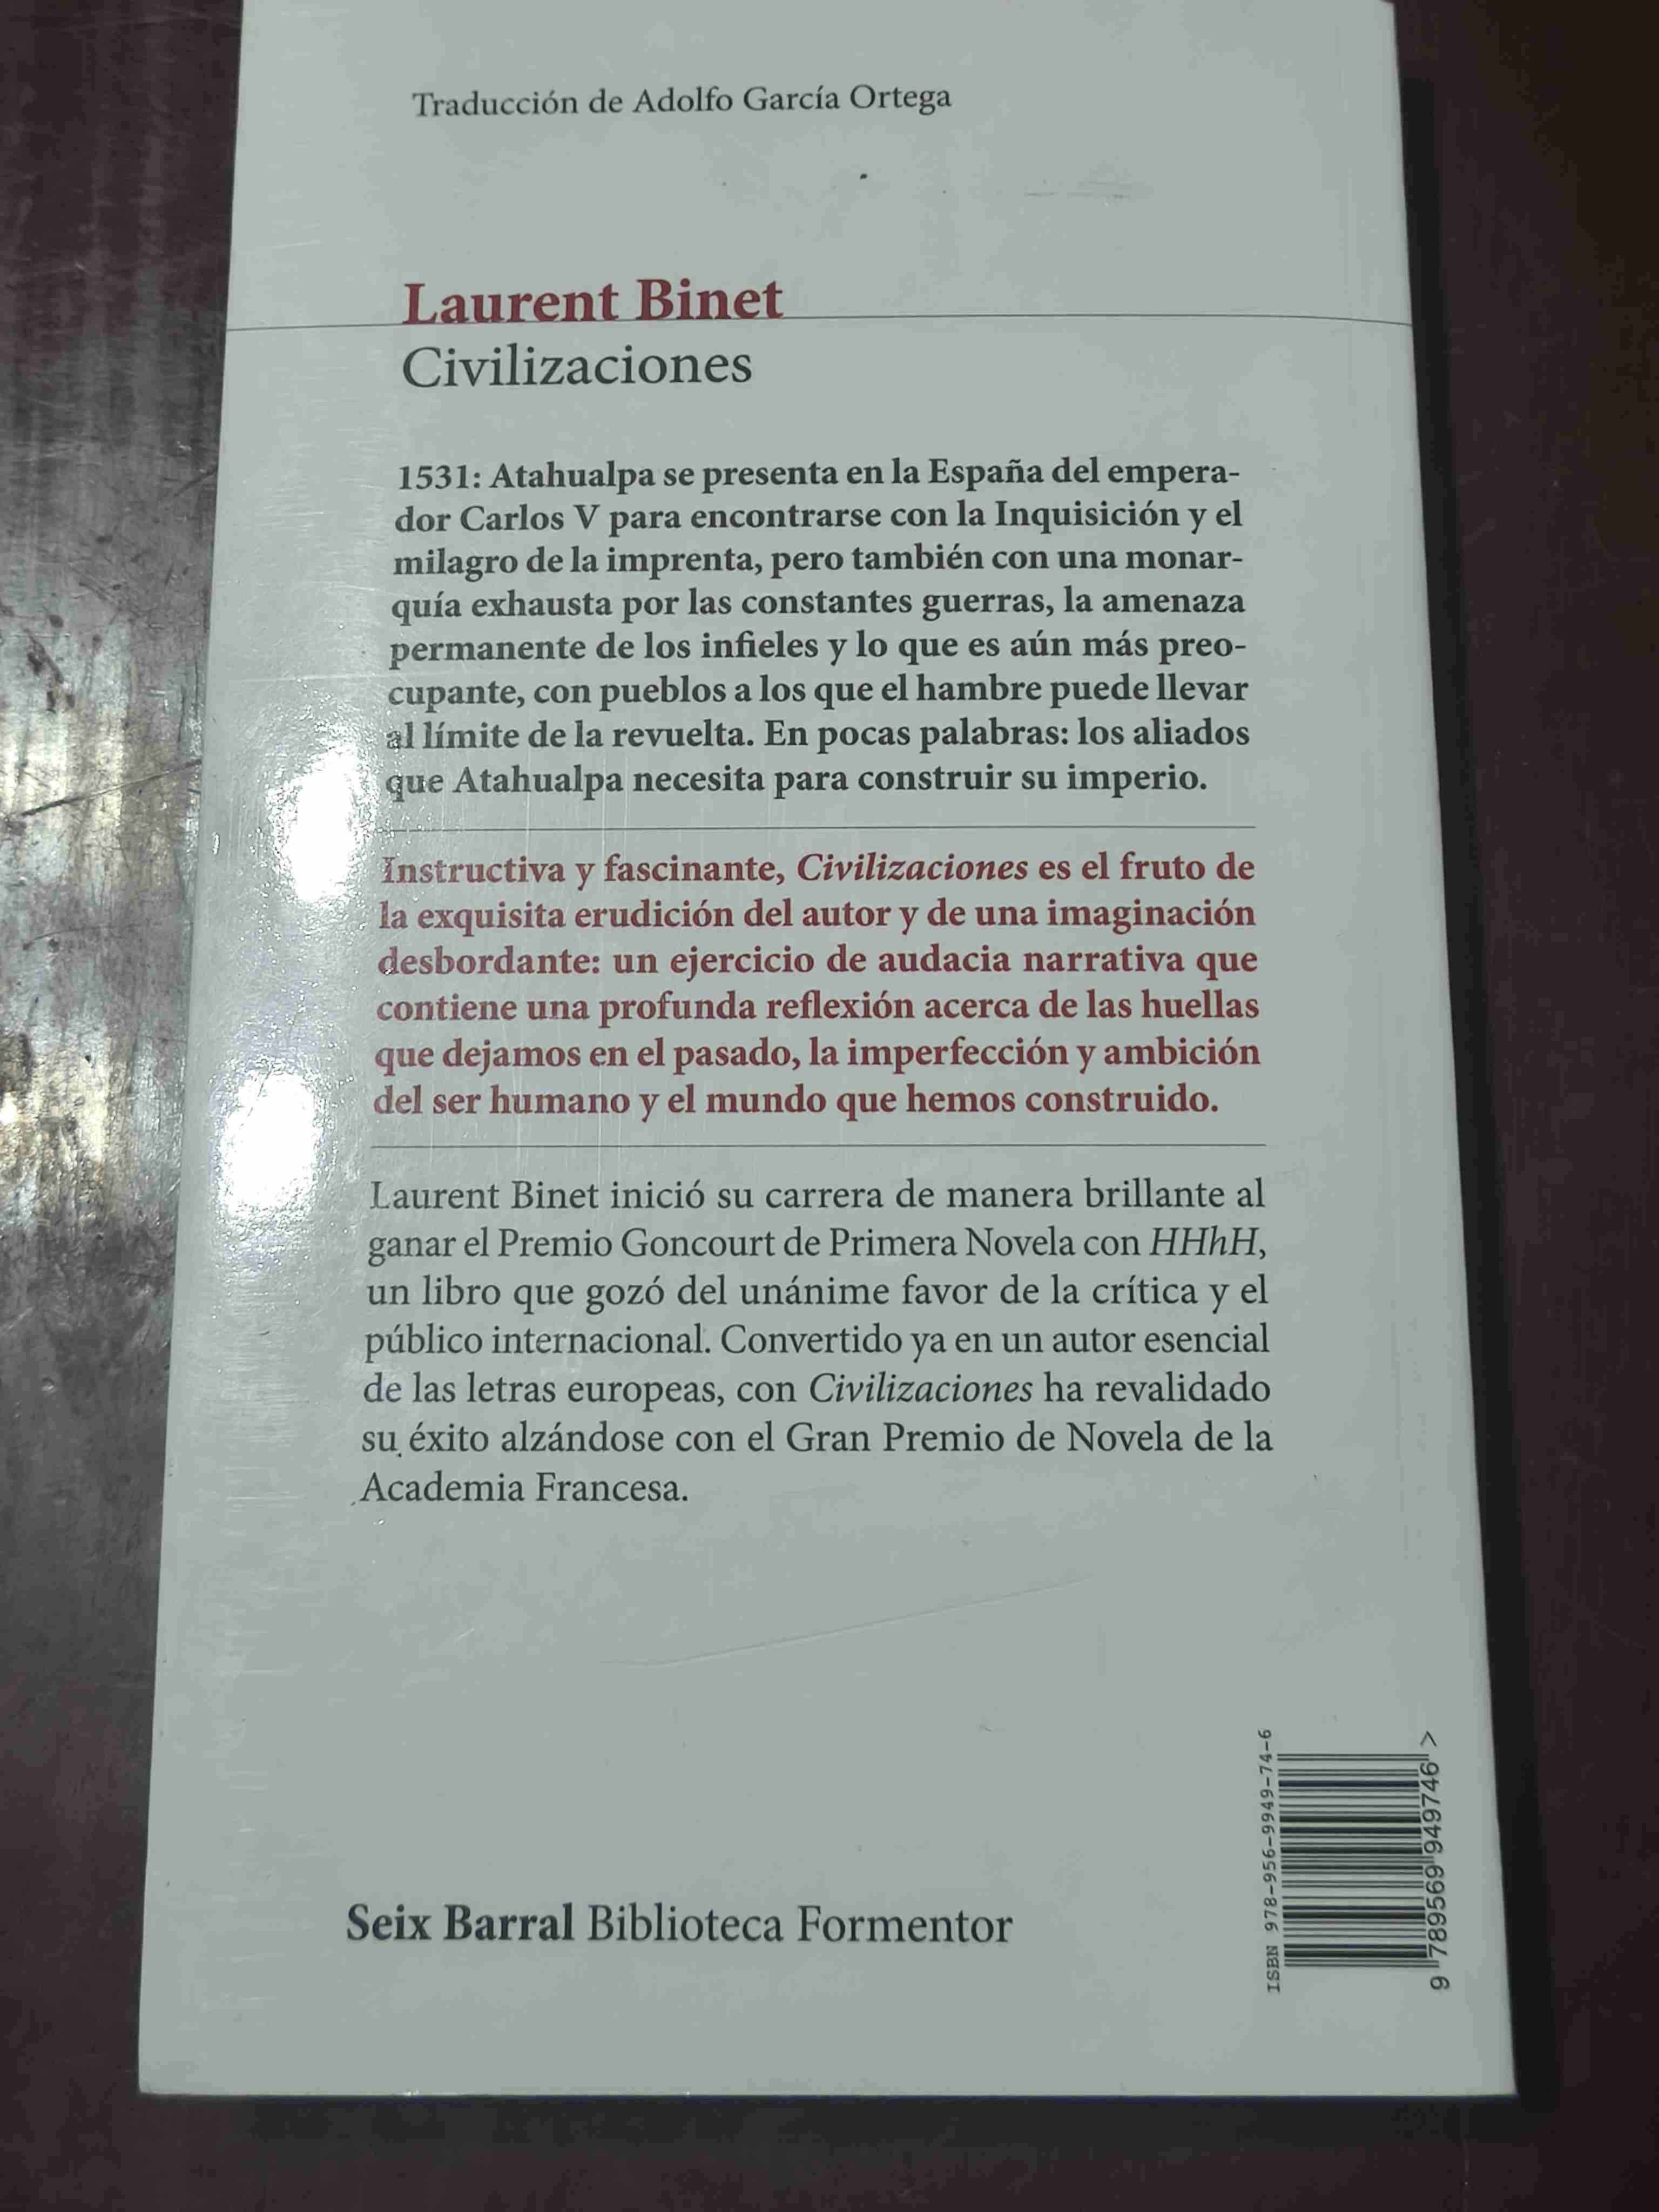 Traducción de Adolfo García Ortega
Laurent Binet
Civilizaciones
1531: Atahualpa se presenta en la España del empera-
dor Carlos V para encontrarse con la Inquisición y el
milagro de la imprenta, pero también con una monar-
quía exhausta por las constantes guerras, la amenaza
permanente de los infieles y lo que es aún más preo-
cupante, con pueblos a los que el hambre puede llevar
al límite de la revuelta. En pocas palabras: los aliados
que Atahualpa necesita para construir su imperio.
Instructiva y fascinante, Civilizaciones es el fruto de
la exquisita erudición del autor y de una imaginación
desbordante: un ejercicio de audacia narrativa que
contiene una profunda reflexión acerca de las huellas
que dejamos en el pasado, la imperfección y ambición
del ser humano y el mundo que hemos construido.
Laurent Binet inició su carrera de manera brillante al
ganar el Premio Goncourt de Primera Novela con HHhH,
un libro que gozó del unánime favor de la crítica y el
público internacional. Convertido ya en un autor esencial
de las letras europeas, con Civilizaciones ha revalidado
su éxito alzándose con el Gran Premio de Novela de la
Academia Francesa.
Seix Barral Biblioteca Formentor
ISBN 978-956-9949-74-6
9 789569 949746 >